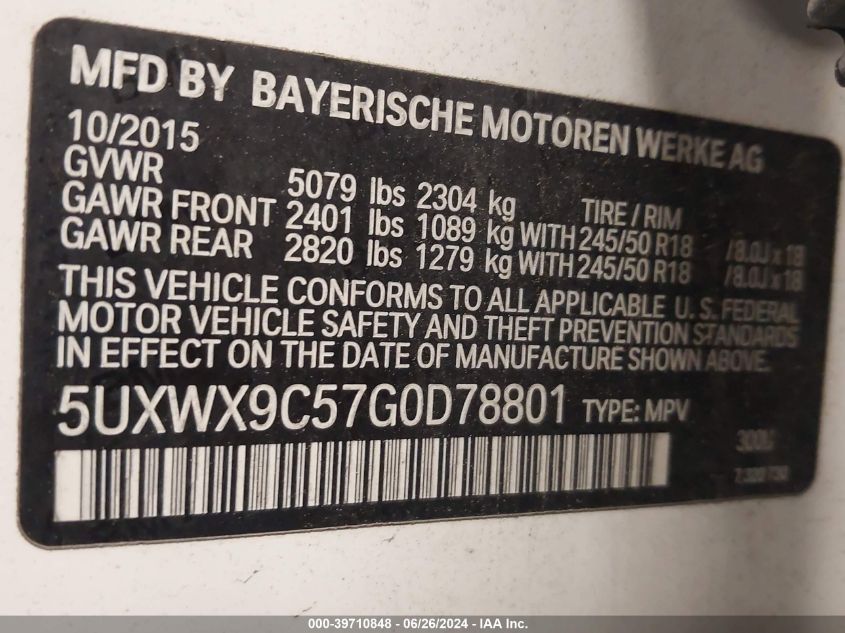 MFD BY BAYERISCHE MOTOREN WERKE AG
10/2015
GVWR 5079 lbs 2304 kg TIRE / RIM
GAWR FRONT 2401 lbs 1089 kg WITH 245/50 R18 /8.0J x 18
GAWR REAR 2820 lbs 1279 kg WITH 245/50 R18 /8.0J x 18
THIS VEHICLE CONFORMS TO ALL APPLICABLE U.S. FEDERAL
MOTOR VEHICLE SAFETY AND THEFT PREVENTION STANDARDS
IN EFFECT ON THE DATE OF MANUFACTURE SHOWN ABOVE.
5UXWX9C57G0D78801 TYPE: MPV
000-39710848 - 06/26/2024 - IAA Inc.